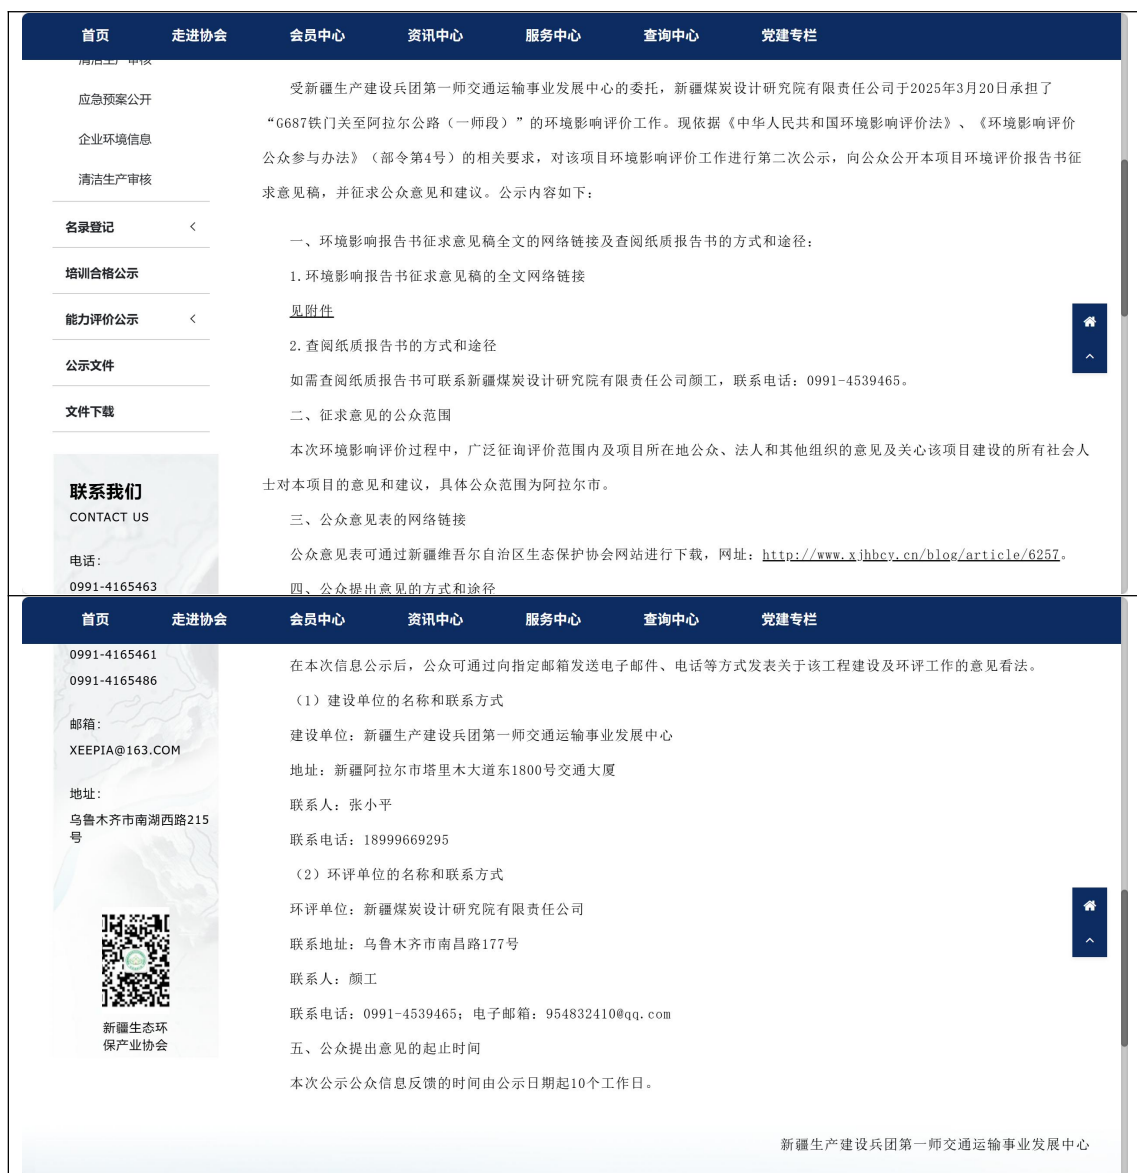 首页 走进协会 会员中心 资讯中心 服务中心 查询中心 党建专栏
清洁生产审核
应急预案公开
企业环境信息
清洁生产审核
名录登记
培训合格公示
能力评价公示
公示文件
文件下载
联系我们
CONTACT US
电话：
0991-4165463
受新疆生产建设兵团第一师交通运输事业发展中心的委托，新疆煤炭设计研究院有限责任公司于2025年3月20日承担了
“G687铁门关至阿拉尔公路（一师段）”的环境影响评价工作。现依据《中华人民共和国环境影响评价法》、《环境影响评价
公众参与办法》（部令第4号）的相关要求，对该项目环境影响评价工作进行第二次公示，向公众公开本项目环境评价报告书征
求意见稿，并征求公众意见和建议。公示内容如下：
一、环境影响报告书征求意见稿全文的网络链接及查阅纸质报告书的方式和途径：
1.环境影响报告书征求意见稿的全文网络链接
见附件
2.查阅纸质报告书的方式和途径
如需查阅纸质报告书可联系新疆煤炭设计研究院有限责任公司颜工，联系电话：0991-4539465。
二、征求意见的公众范围
本次环境影响评价过程中，广泛征询评价范围内及项目所在地公众、法人和其他组织的意见及关心该项目建设的所有社会人
士对本项目的意见和建议，具体公众范围为阿拉尔市。
三、公众意见表的网络链接
公众意见表可通过新疆维吾尔自治区生态保护协会网站进行下载，网址：http://www.xjhbcy.cn/blog/article/6257。
四、公众提出意见的方式和途径
首页 走进协会 会员中心 资讯中心 服务中心 查询中心 党建专栏
0991-4165461
0991-4165486
邮箱：
XEEPIA@163.COM
地址：
乌鲁木齐市南湖西路215
号
新疆生态环
保产业协会
在本次信息公示后，公众可通过向指定邮箱发送电子邮件、电话等方式发表关于该工程建设及环评工作的意见看法。
（1）建设单位的名称和联系方式
建设单位：新疆生产建设兵团第一师交通运输事业发展中心
地址：新疆阿拉尔市塔里木大道东1800号交通大厦
联系人：张小平
联系电话：18999669295
（2）环评单位的名称和联系方式
环评单位：新疆煤炭设计研究院有限责任公司
联系地址：乌鲁木齐市南昌路177号
联系人：颜工
联系电话：0991-4539465；电子邮箱：954832410@qq.com
五、公众提出意见的起止时间
本次公示公众信息反馈的时间由公示日期起10个工作日。
新疆生产建设兵团第一师交通运输事业发展中心